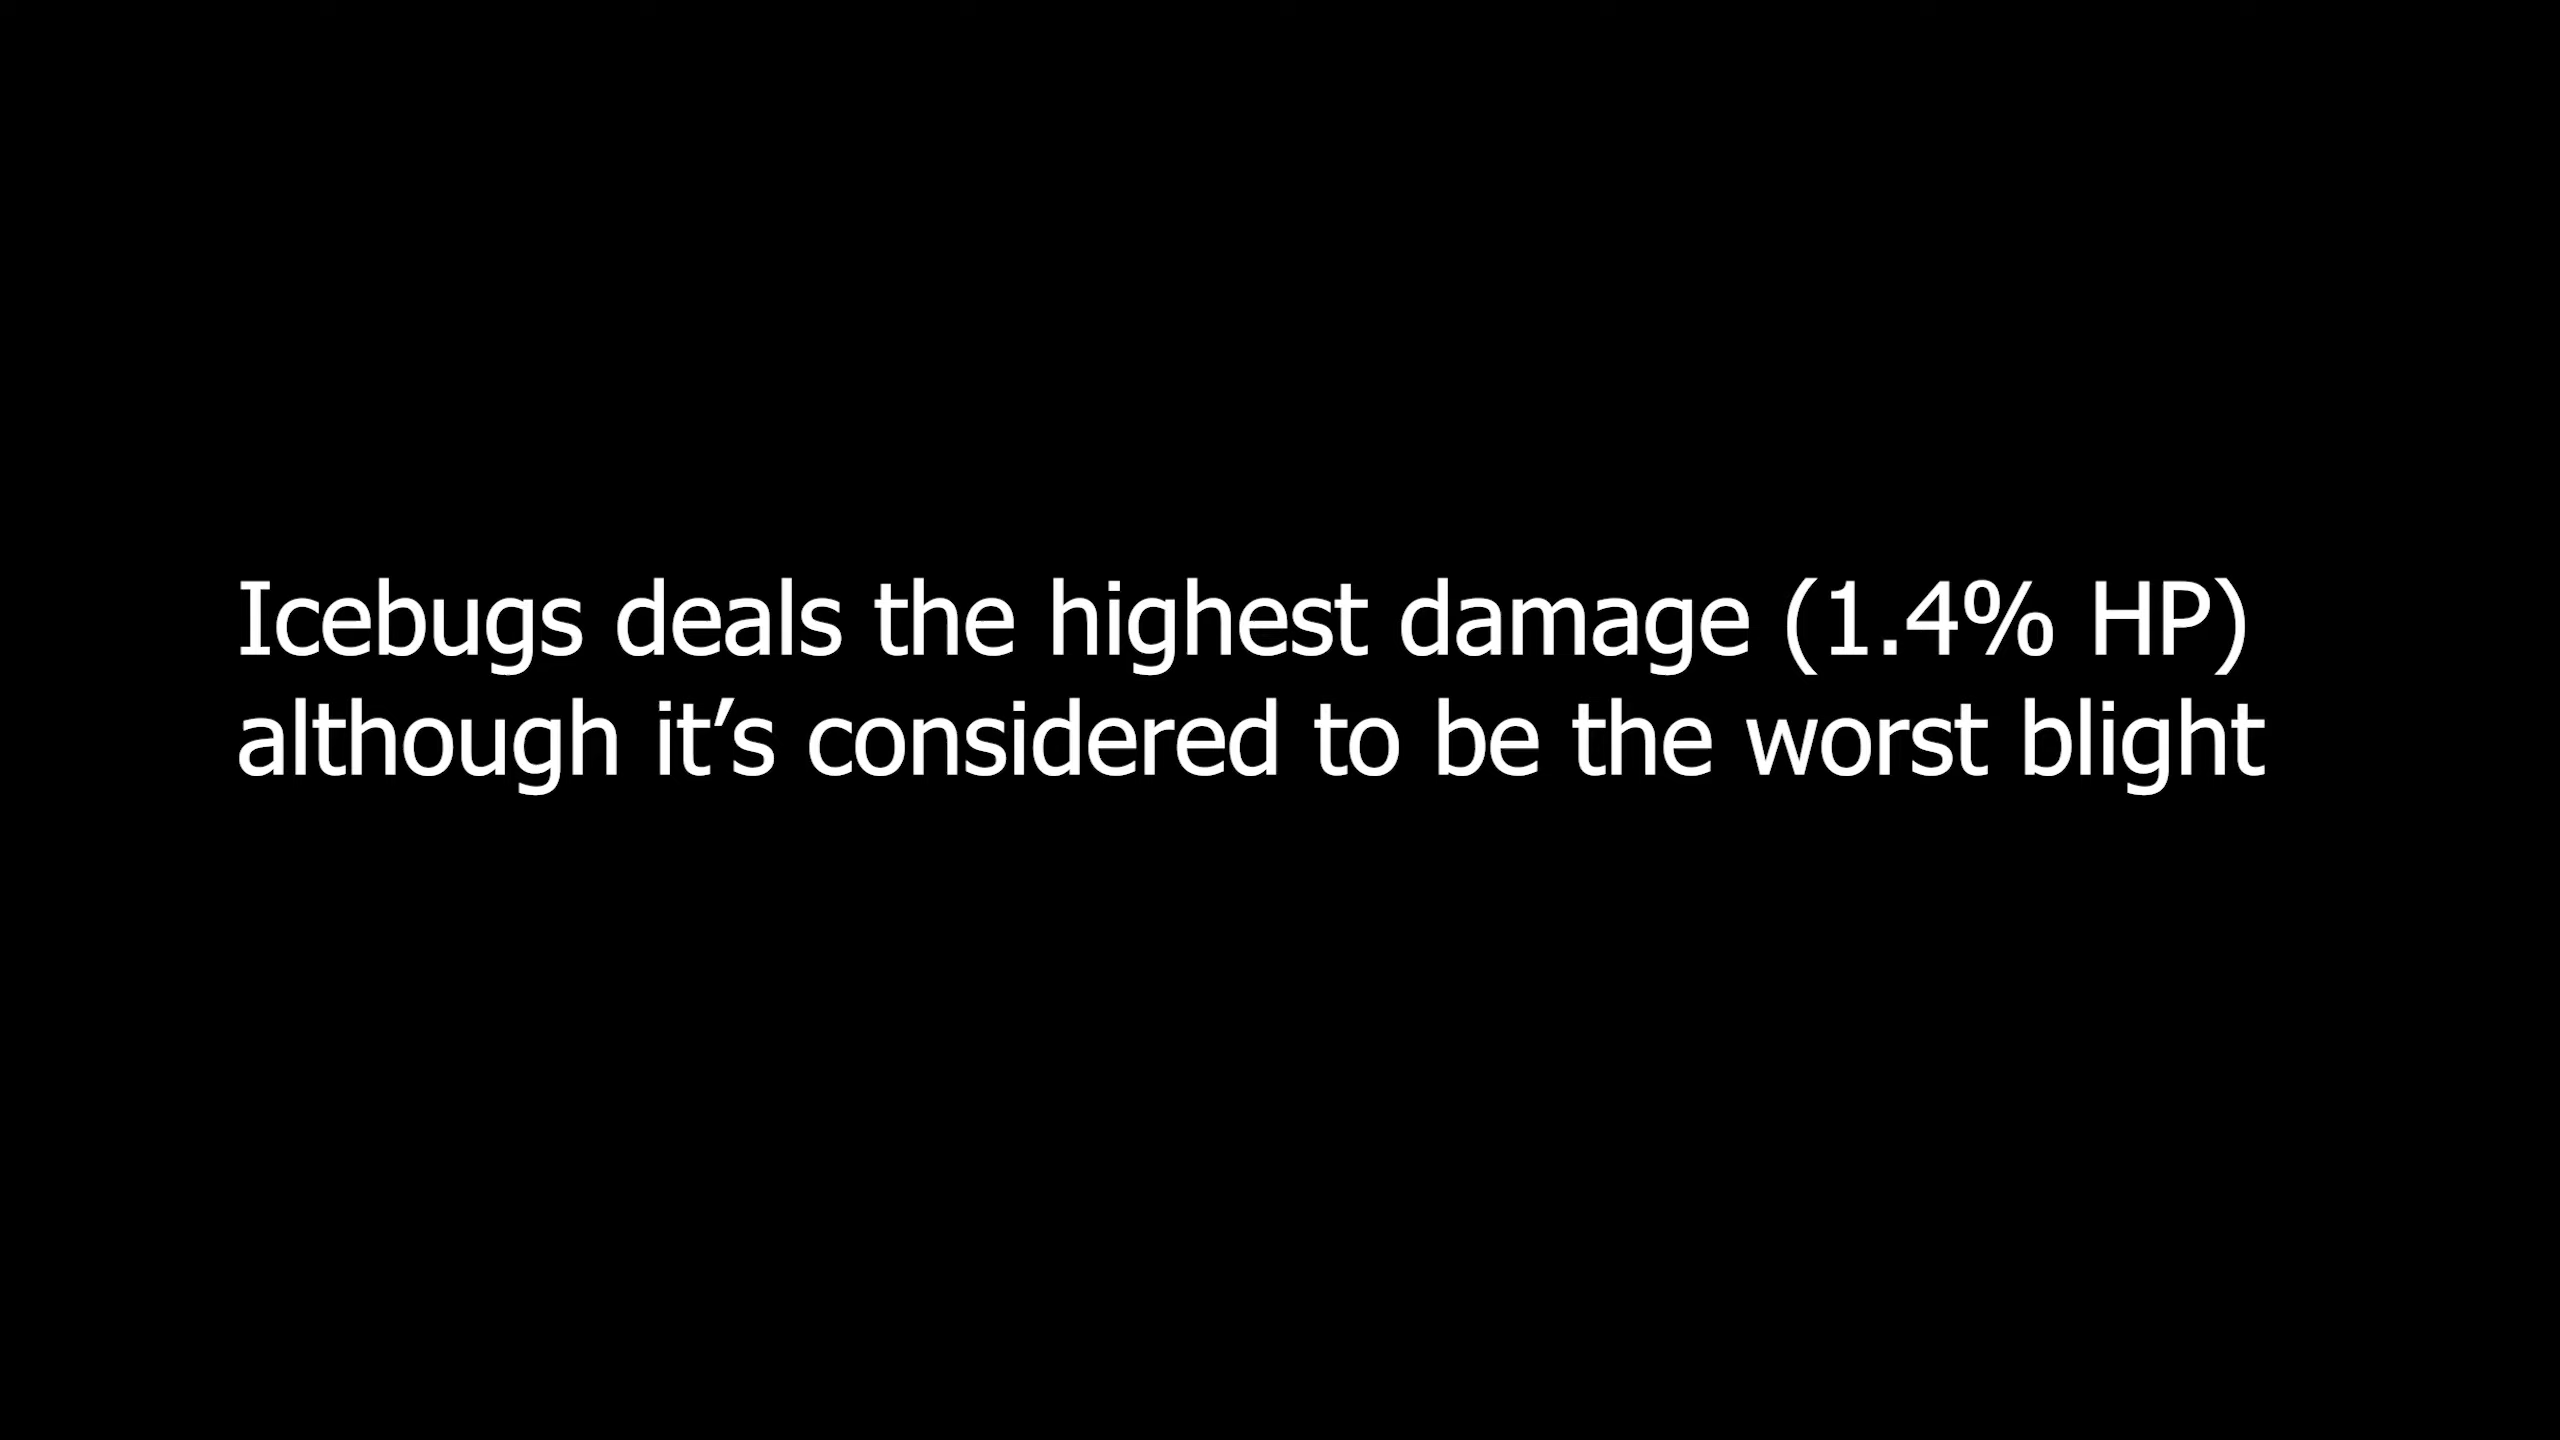 Icebugs deals the highest damage (1.4% HP)
although it’s considered to be the worst blight